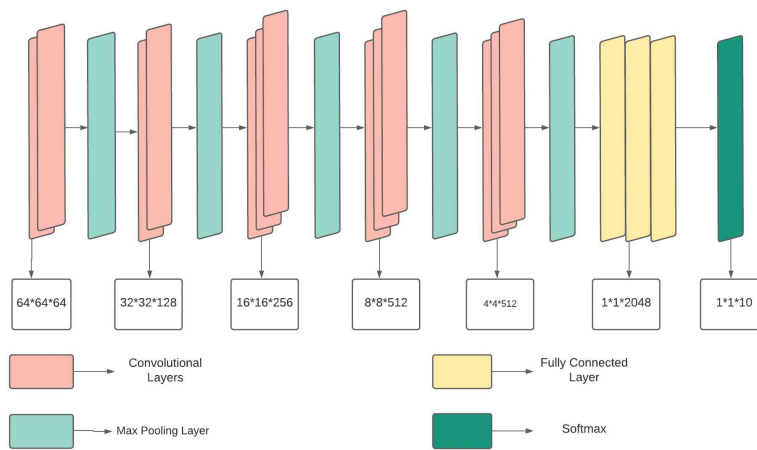 64*64*64
32*32*128
16*16*256
8*8*512
4*4*512
1*1*2048
1*1*10
Convolutional
Layers
Fully Connected
Layer
Max Pooling Layer
Softmax